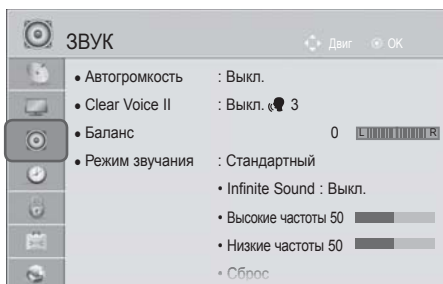 ЗВУК Двиг ОК
• Автогромкость : Выкл.
• Clear Voice II : Выкл. 3
• Баланс 0 L R
• Режим звучания : Стандартный
• Infinite Sound : Выкл.
• Высокие частоты 50
• Низкие частоты 50
• Сброс